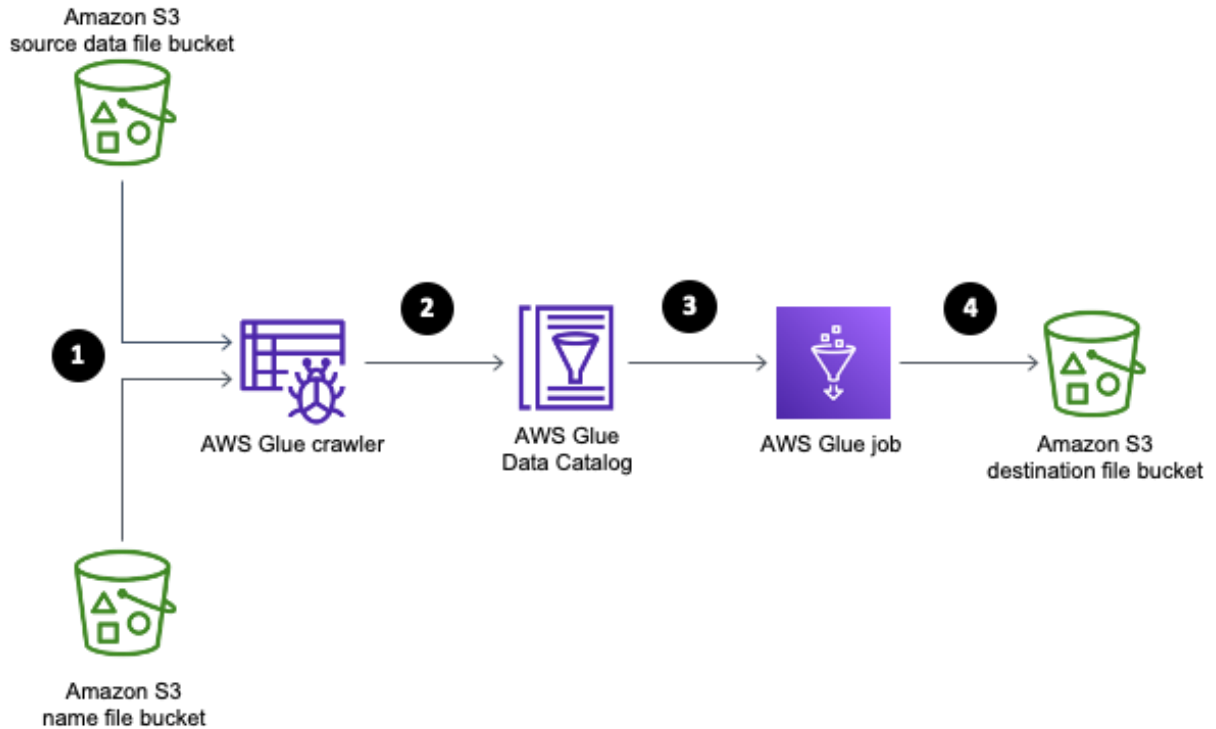 Amazon S3
source data file bucket
1
2
3
4
AWS Glue crawler
AWS Glue
Data Catalog
AWS Glue job
Amazon S3
destination file bucket
Amazon S3
name file bucket